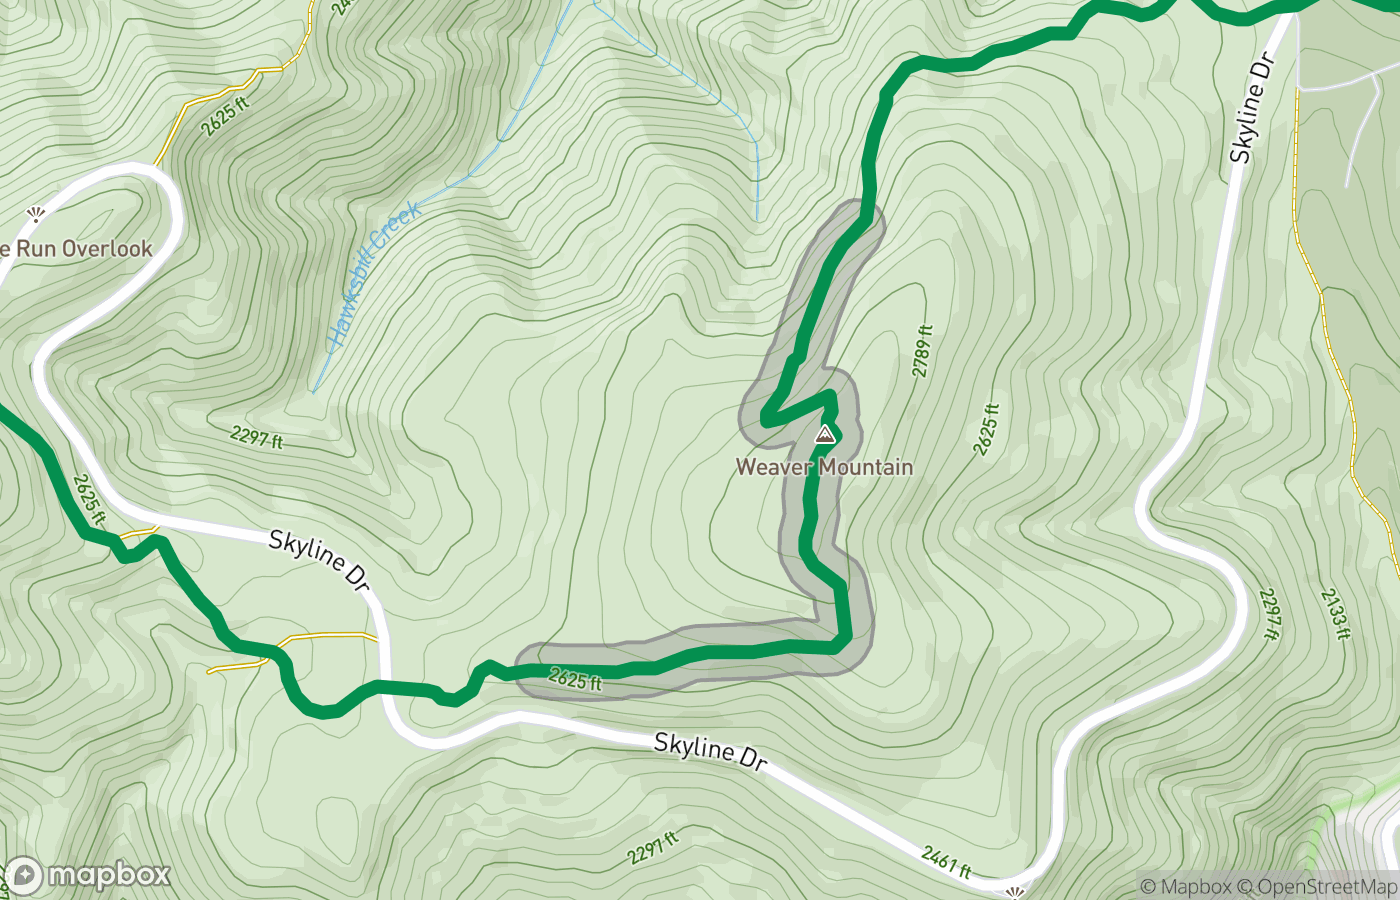 2625 ft
Skyline Dr
e Run Overlook
Hawksbill Creek
2789 ft
2625 ft
2297 ft
Weaver Mountain
2625 ft
Skyline Dr
2297 ft
2133 ft
2625 ft
Skyline Dr
2297 ft
2461 ft
mapbox
© Mapbox © OpenStreetMap